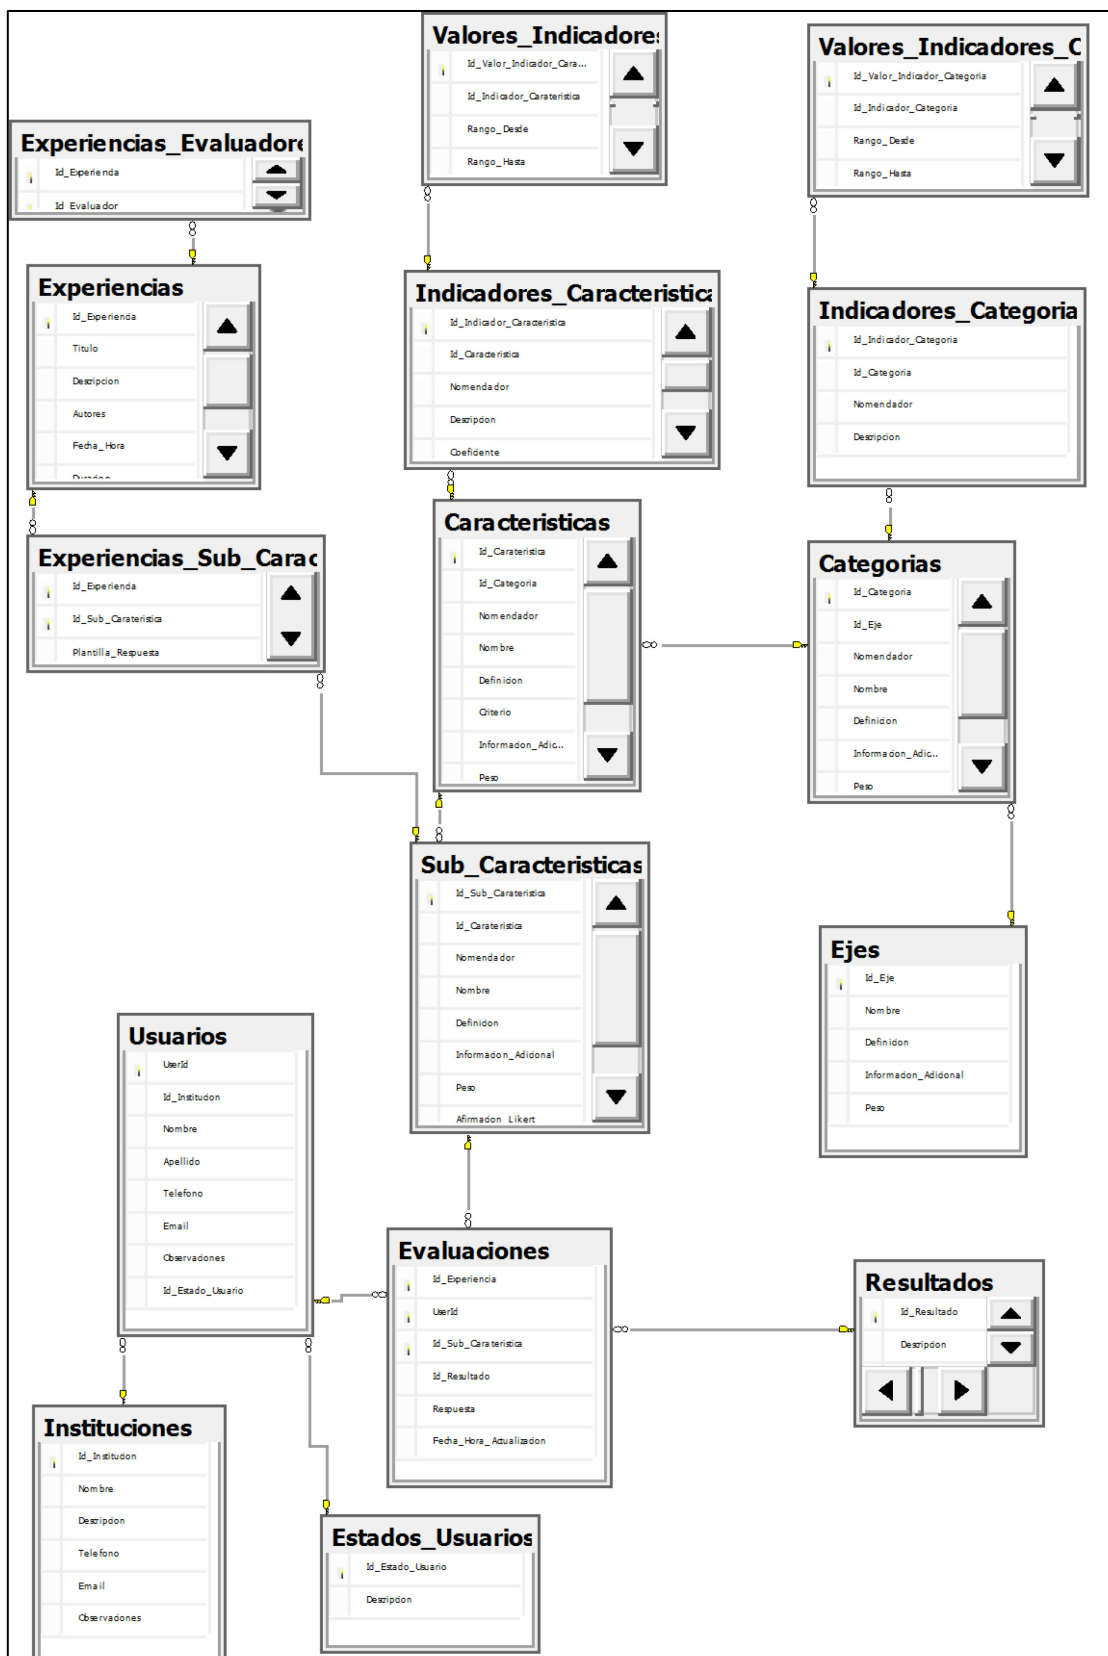 Valores_Indicadores
Id_Valor_Indicador_Cara...
Id_Indicador_Carateristica
Rango_Desde
Rango_Hasta
Valores_Indicadores_C
Id_Valor_Indicador_Categoria
Id_Indicador_Categoria
Rango_Desde
Rango_Hasta
Experiencias_Evaluadore
Id_Experiencia
Id_Evaluador
Experiencias
Id_Experiencia
Titulo
Descripcion
Autores
Fecha_Hora
Duracion
Indicadores_Caracteristica
Id_Indicador_Caracteristica
Id_Caracteristica
Nomenclador
Descripcion
Coeficiente
Indicadores_Categoria
Id_Indicador_Categoria
Id_Categoria
Nomenclador
Descripcion
Experiencias_Sub_Carac
Id_Experiencia
Id_Sub_Carateristica
Plantilla_Respuesta
Caracteristicas
Id_Carateristica
Id_Categoria
Nomenclador
Nombre
Definicion
Criterio
Informacion_Adic...
Peso
Categorias
Id_Categoria
Id_Eje
Nomenclador
Nombre
Definicion
Informacion_Adic...
Peso
Sub_Caracteristicas
Id_Sub_Carateristica
Id_Carateristica
Nomenclador
Nombre
Definicion
Informacion_Adicional
Peso
Afirmacion_Likert
Ejes
Id_Eje
Nombre
Definicion
Informacion_Adicional
Peso
Usuarios
UserId
Id_Institucion
Nombre
Apellido
Telefono
Email
Observaciones
Id_Estado_Usuario
Evaluaciones
Id_Experiencia
UserId
Id_Sub_Carateristica
Id_Resultado
Respuesta
Fecha_Hora_Actualizacion
Resultados
Id_Resultado
Descripcion
Instituciones
Id_Institucion
Nombre
Descripcion
Telefono
Email
Observaciones
Estados_Usuarios
Id_Estado_Usuario
Descripcion